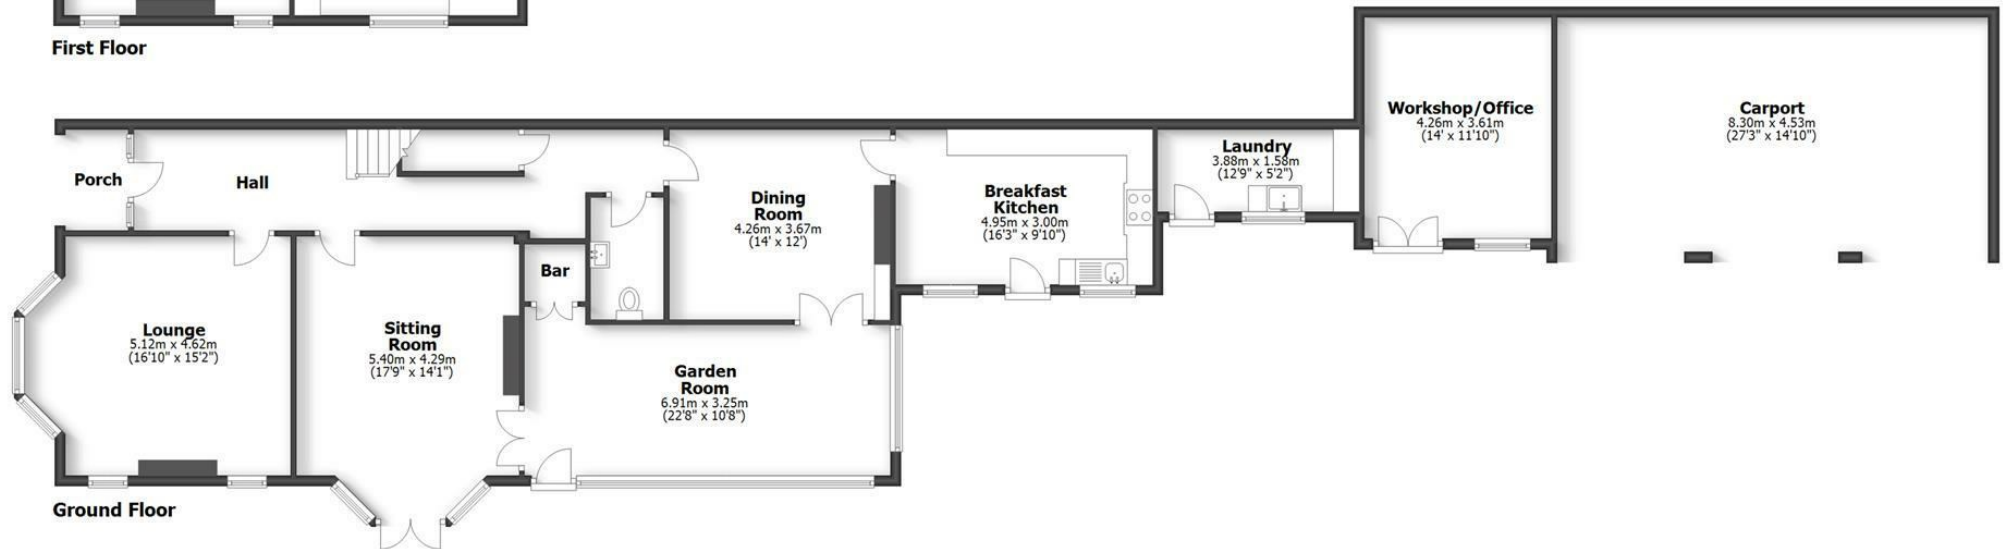 First Floor
Workshop/Office
4.26m x 3.61m
(14' x 11'10")
Carport
8.30m x 4.53m
(27'3" x 14'10")
Porch
Hall
Dining
Room
4.26m x 3.67m
(14' x 12')
Breakfast
Kitchen
4.95m x 3.00m
(16'3" x 9'10")
Laundry
3.88m x 1.58m
(12'9" x 5'2")
Bar
Lounge
5.12m x 4.62m
(16'10" x 15'2")
Sitting
Room
5.40m x 4.29m
(17'9" x 14'1")
Garden
Room
6.91m x 3.25m
(22'8" x 10'8")
Ground Floor